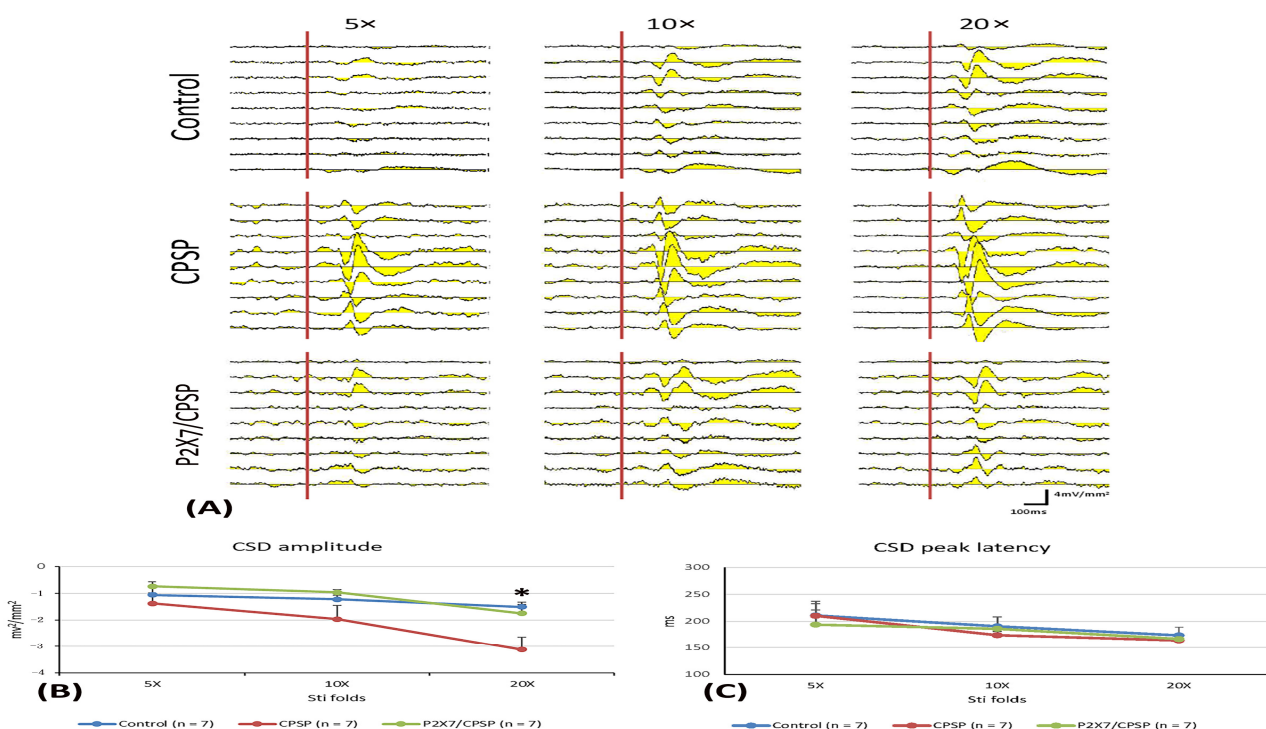 5× 10× 20×
Control
CPSP
P2X7/CPSP
4mV/mm²
100ms
(A)
CSD amplitude
0
-1
-2
-3
-4
mv²/mm²
5X 10X 20X
Sti folds
(B)
Control (n = 7) CPSP (n = 7) P2X7/CPSP (n = 7)
*
CSD peak latency
300
250
200
150
100
ms
5X 10X 20X
Sti folds
(C)
Control (n = 7) CPSP (n = 7) P2X7/CPSP (n = 7)